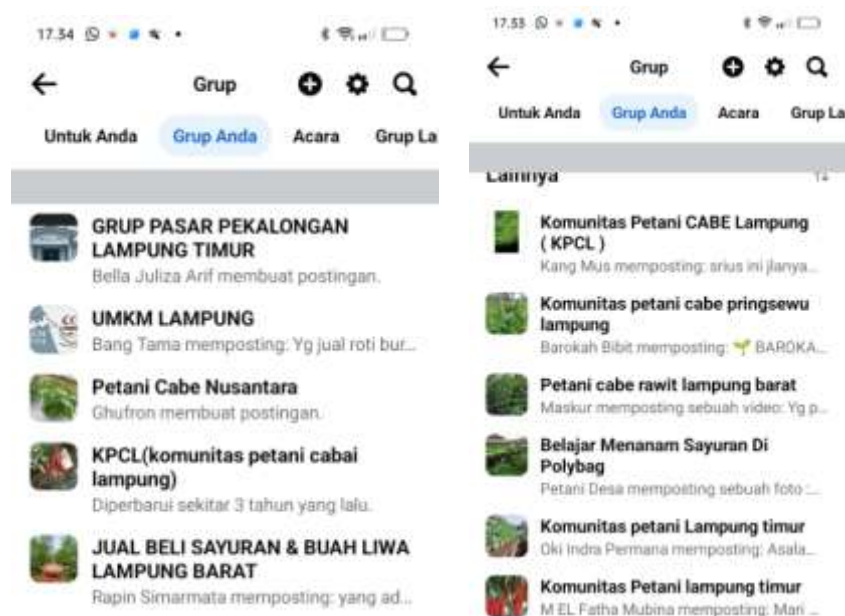 17.34
Grup
Untuk Anda Grup Anda Acara Grup La
GRUP PASAR PEKALONGAN
LAMPUNG TIMUR
Bella Juliza Arif membuat postingan.
UMKM LAMPUNG
Bang Tama memposting: Yg jual roti bur...
Petani Cabe Nusantara
Ghufron membuat postingan.
KPCL(komunitas petani cabai
lampung)
Diperbarui sekitar 3 tahun yang lalu.
JUAL BELI SAYURAN & BUAH LIWA
LAMPUNG BARAT
Rapin Simarmata memposting: yang ad...
17.33
Grup
Untuk Anda Grup Anda Acara Grup La
Lainnya
Komunitas Petani CABE Lampung
( KPCL )
Kang Mus memposting: srius ini jlanya...
Komunitas petani cabe pringsewu
lampung
Barokah Bibit memposting: 🌱 BAROKA...
Petani cabe rawit lampung barat
Maskur memposting sebuah video: Yg p...
Belajar Menanam Sayuran Di
Polybag
Petani Desa memposting sebuah foto :...
Komunitas petani Lampung timur
Oki Indra Permana memposting: Asala...
Komunitas Petani lampung timur
M EL Fatha Mubina memposting: Mari ...